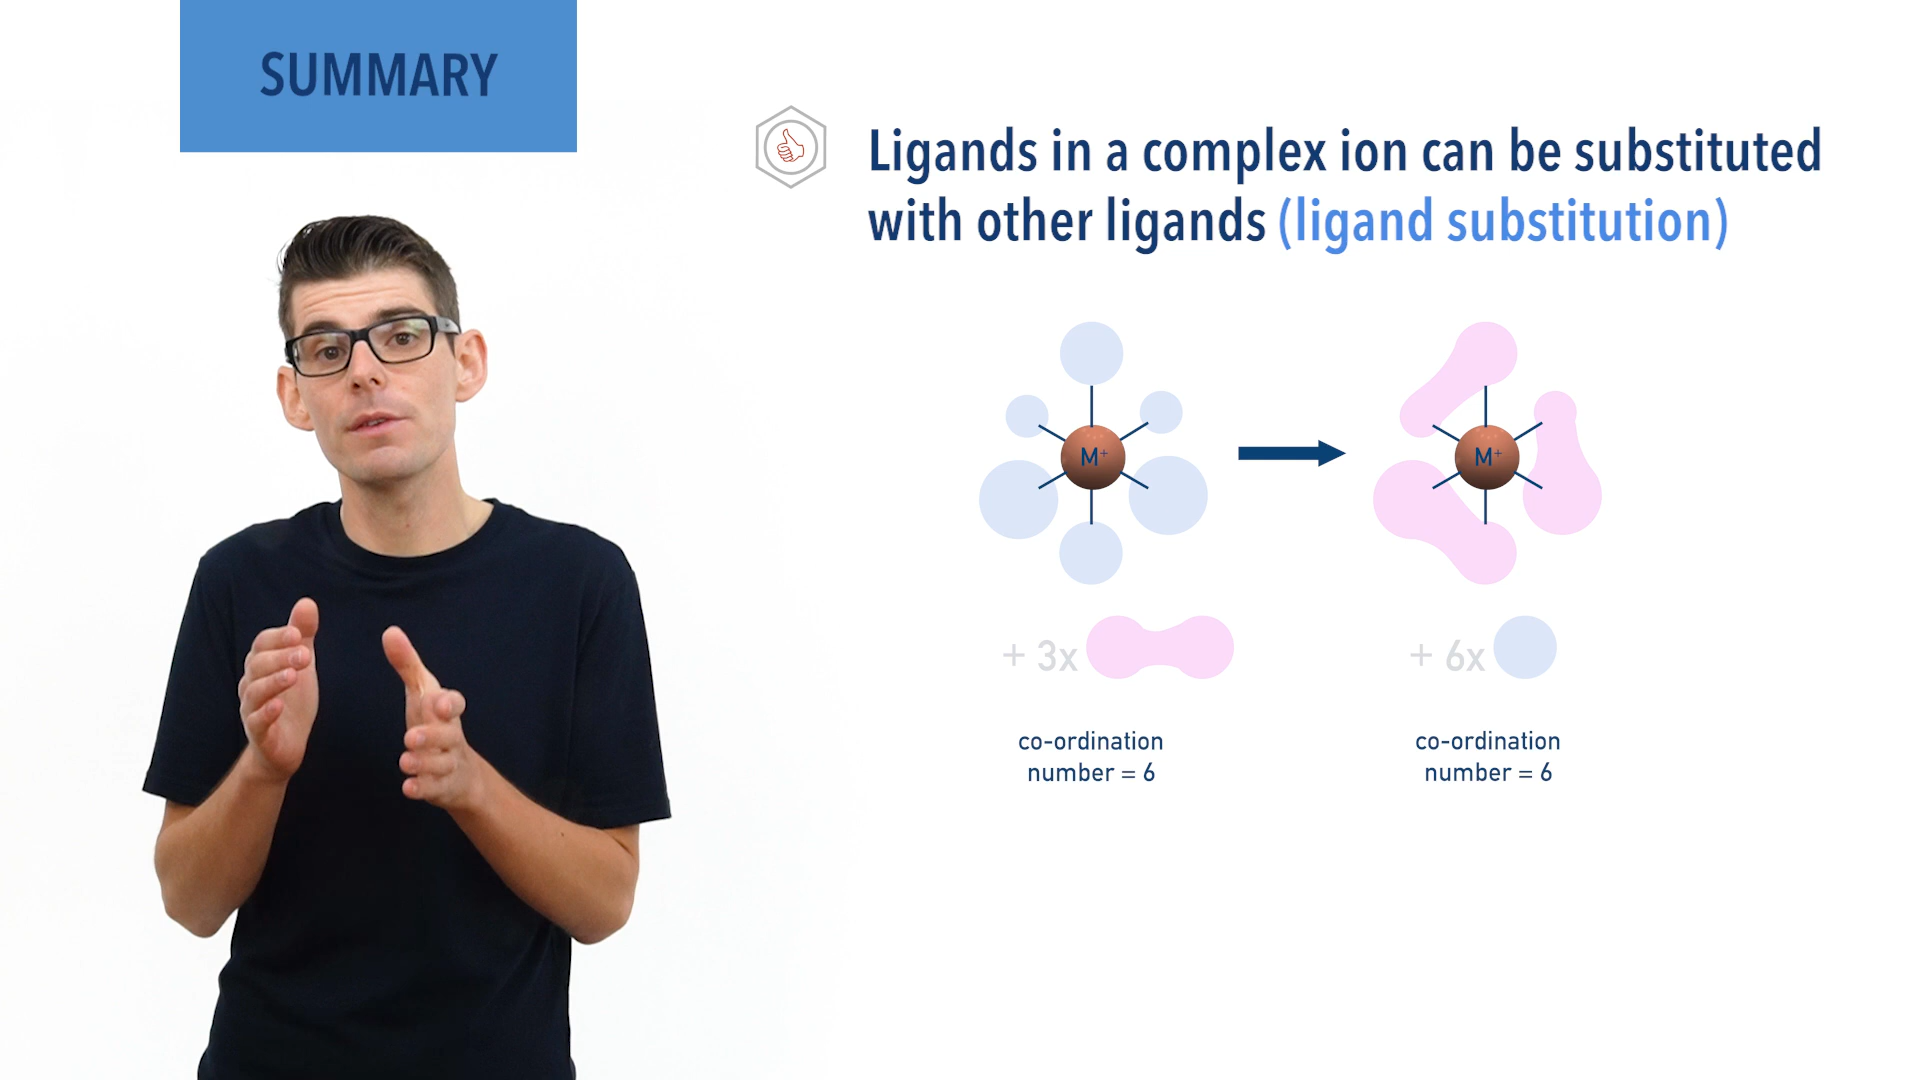 SUMMARY
Ligands in a complex ion can be substituted
with other ligands (ligand substitution)
M⁺
M⁺
+ 3x
+ 6x
co-ordination
number = 6
co-ordination
number = 6